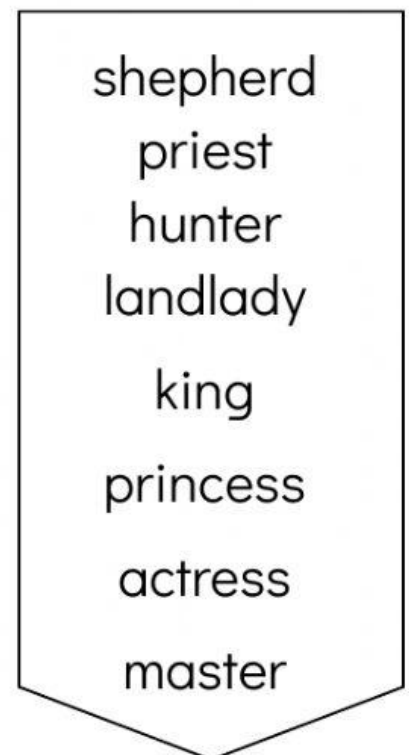 shepherd
priest
hunter
landlady
king
princess
actress
master